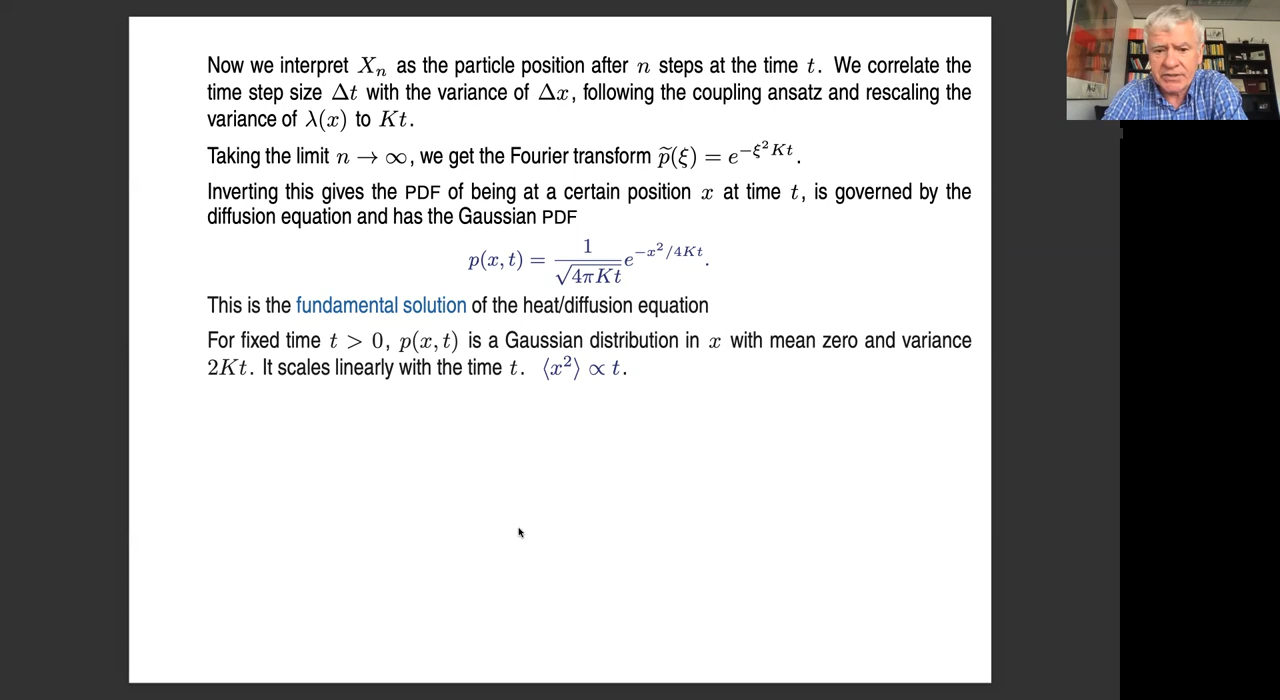 Now we interpret Xₙ as the particle position after n steps at the time t. We correlate the
time step size Δt with the variance of Δx, following the coupling ansatz and rescaling the
variance of λ(x) to Kt.
Taking the limit n → ∞, we get the Fourier transform p̃(ξ) = e^{−ξ²Kt}.
Inverting this gives the PDF of being at a certain position x at time t, is governed by the
diffusion equation and has the Gaussian PDF
p(x, t) = \frac{1}{\sqrt{4πKt}} e^{−x²/4Kt}.
This is the fundamental solution of the heat/diffusion equation
For fixed time t > 0, p(x, t) is a Gaussian distribution in x with mean zero and variance
2Kt. It scales linearly with the time t. ⟨x²⟩ ∝ t.